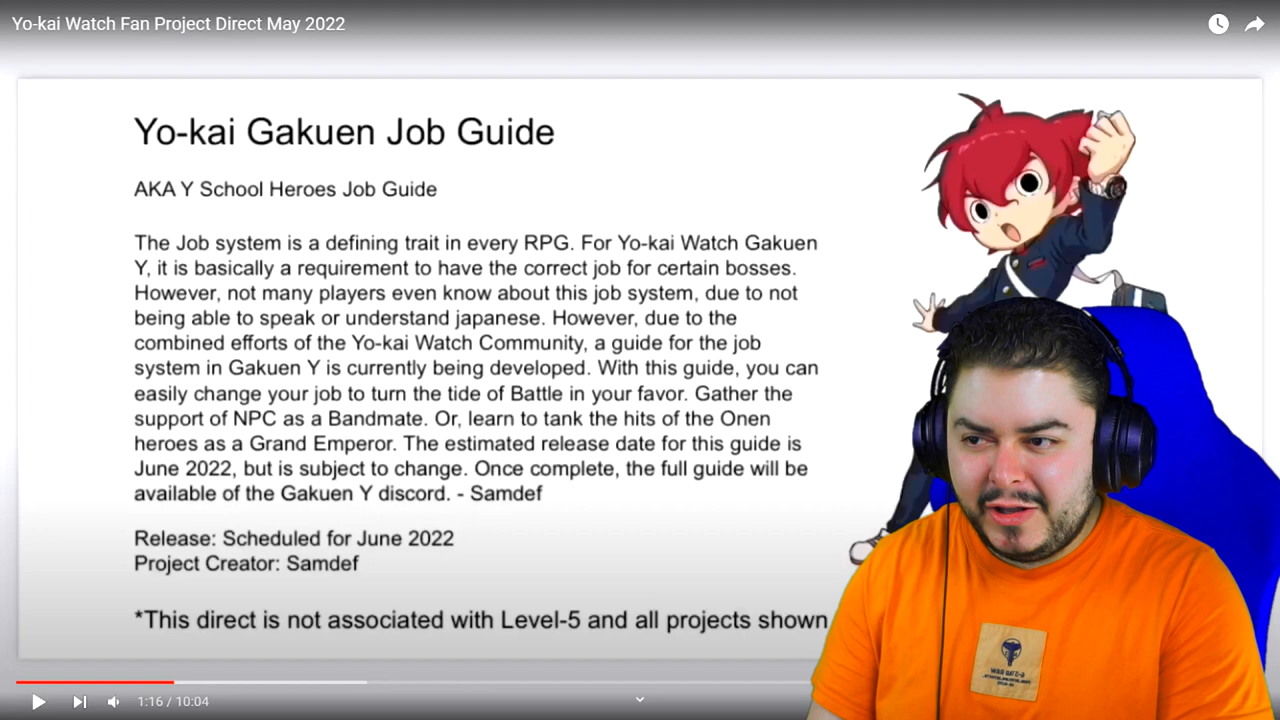 Yo-kai Watch Fan Project Direct May 2022
Yo-kai Gakuen Job Guide
AKA Y School Heroes Job Guide
The Job system is a defining trait in every RPG. For Yo-kai Watch Gakuen
Y, it is basically a requirement to have the correct job for certain bosses.
However, not many players even know about this job system, due to not
being able to speak or understand japanese. However, due to the
combined efforts of the Yo-kai Watch Community, a guide for the job
system in Gakuen Y is currently being developed. With this guide, you can
easily change your job to turn the tide of Battle in your favor. Gather the
support of NPC as a Bandmate. Or, learn to tank the hits of the Onen
heroes as a Grand Emperor. The estimated release date for this guide is
June 2022, but is subject to change. Once complete, the full guide will be
available of the Gakuen Y discord. - Samdef
Release: Scheduled for June 2022
Project Creator: Samdef
*This direct is not associated with Level-5 and all projects shown
1:16 / 10:04